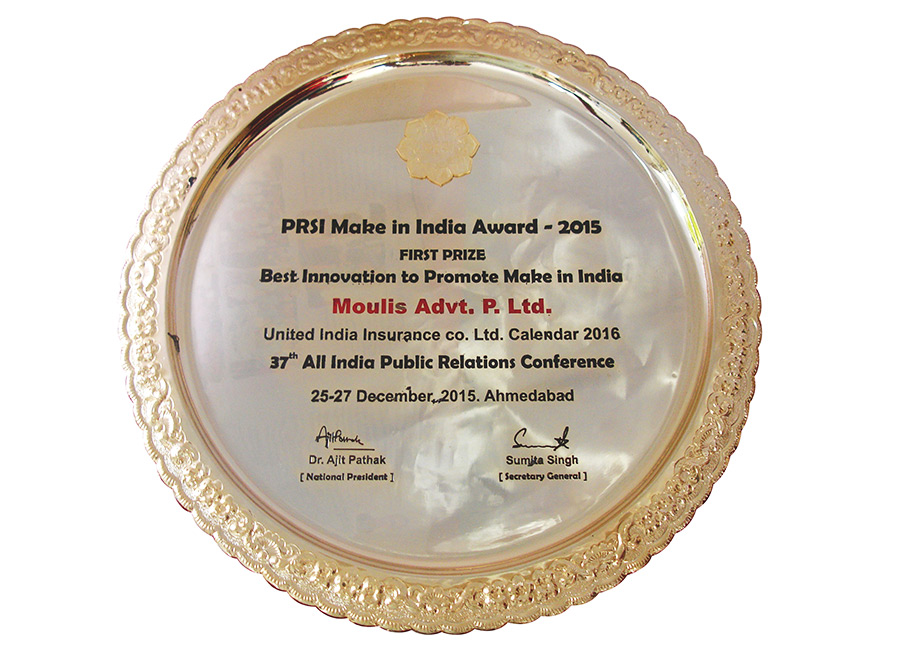 PRSI Make in India Award - 2015
FIRST PRIZE
Best Innovation to Promote Make in India
Moulis Advt. P. Ltd.
United India Insurance co. Ltd. Calendar 2016
37th All India Public Relations Conference
25-27 December, 2015. Ahmedabad
Dr. Ajit Pathak
[ National President ]
Sumita Singh
[ Secretary General ]